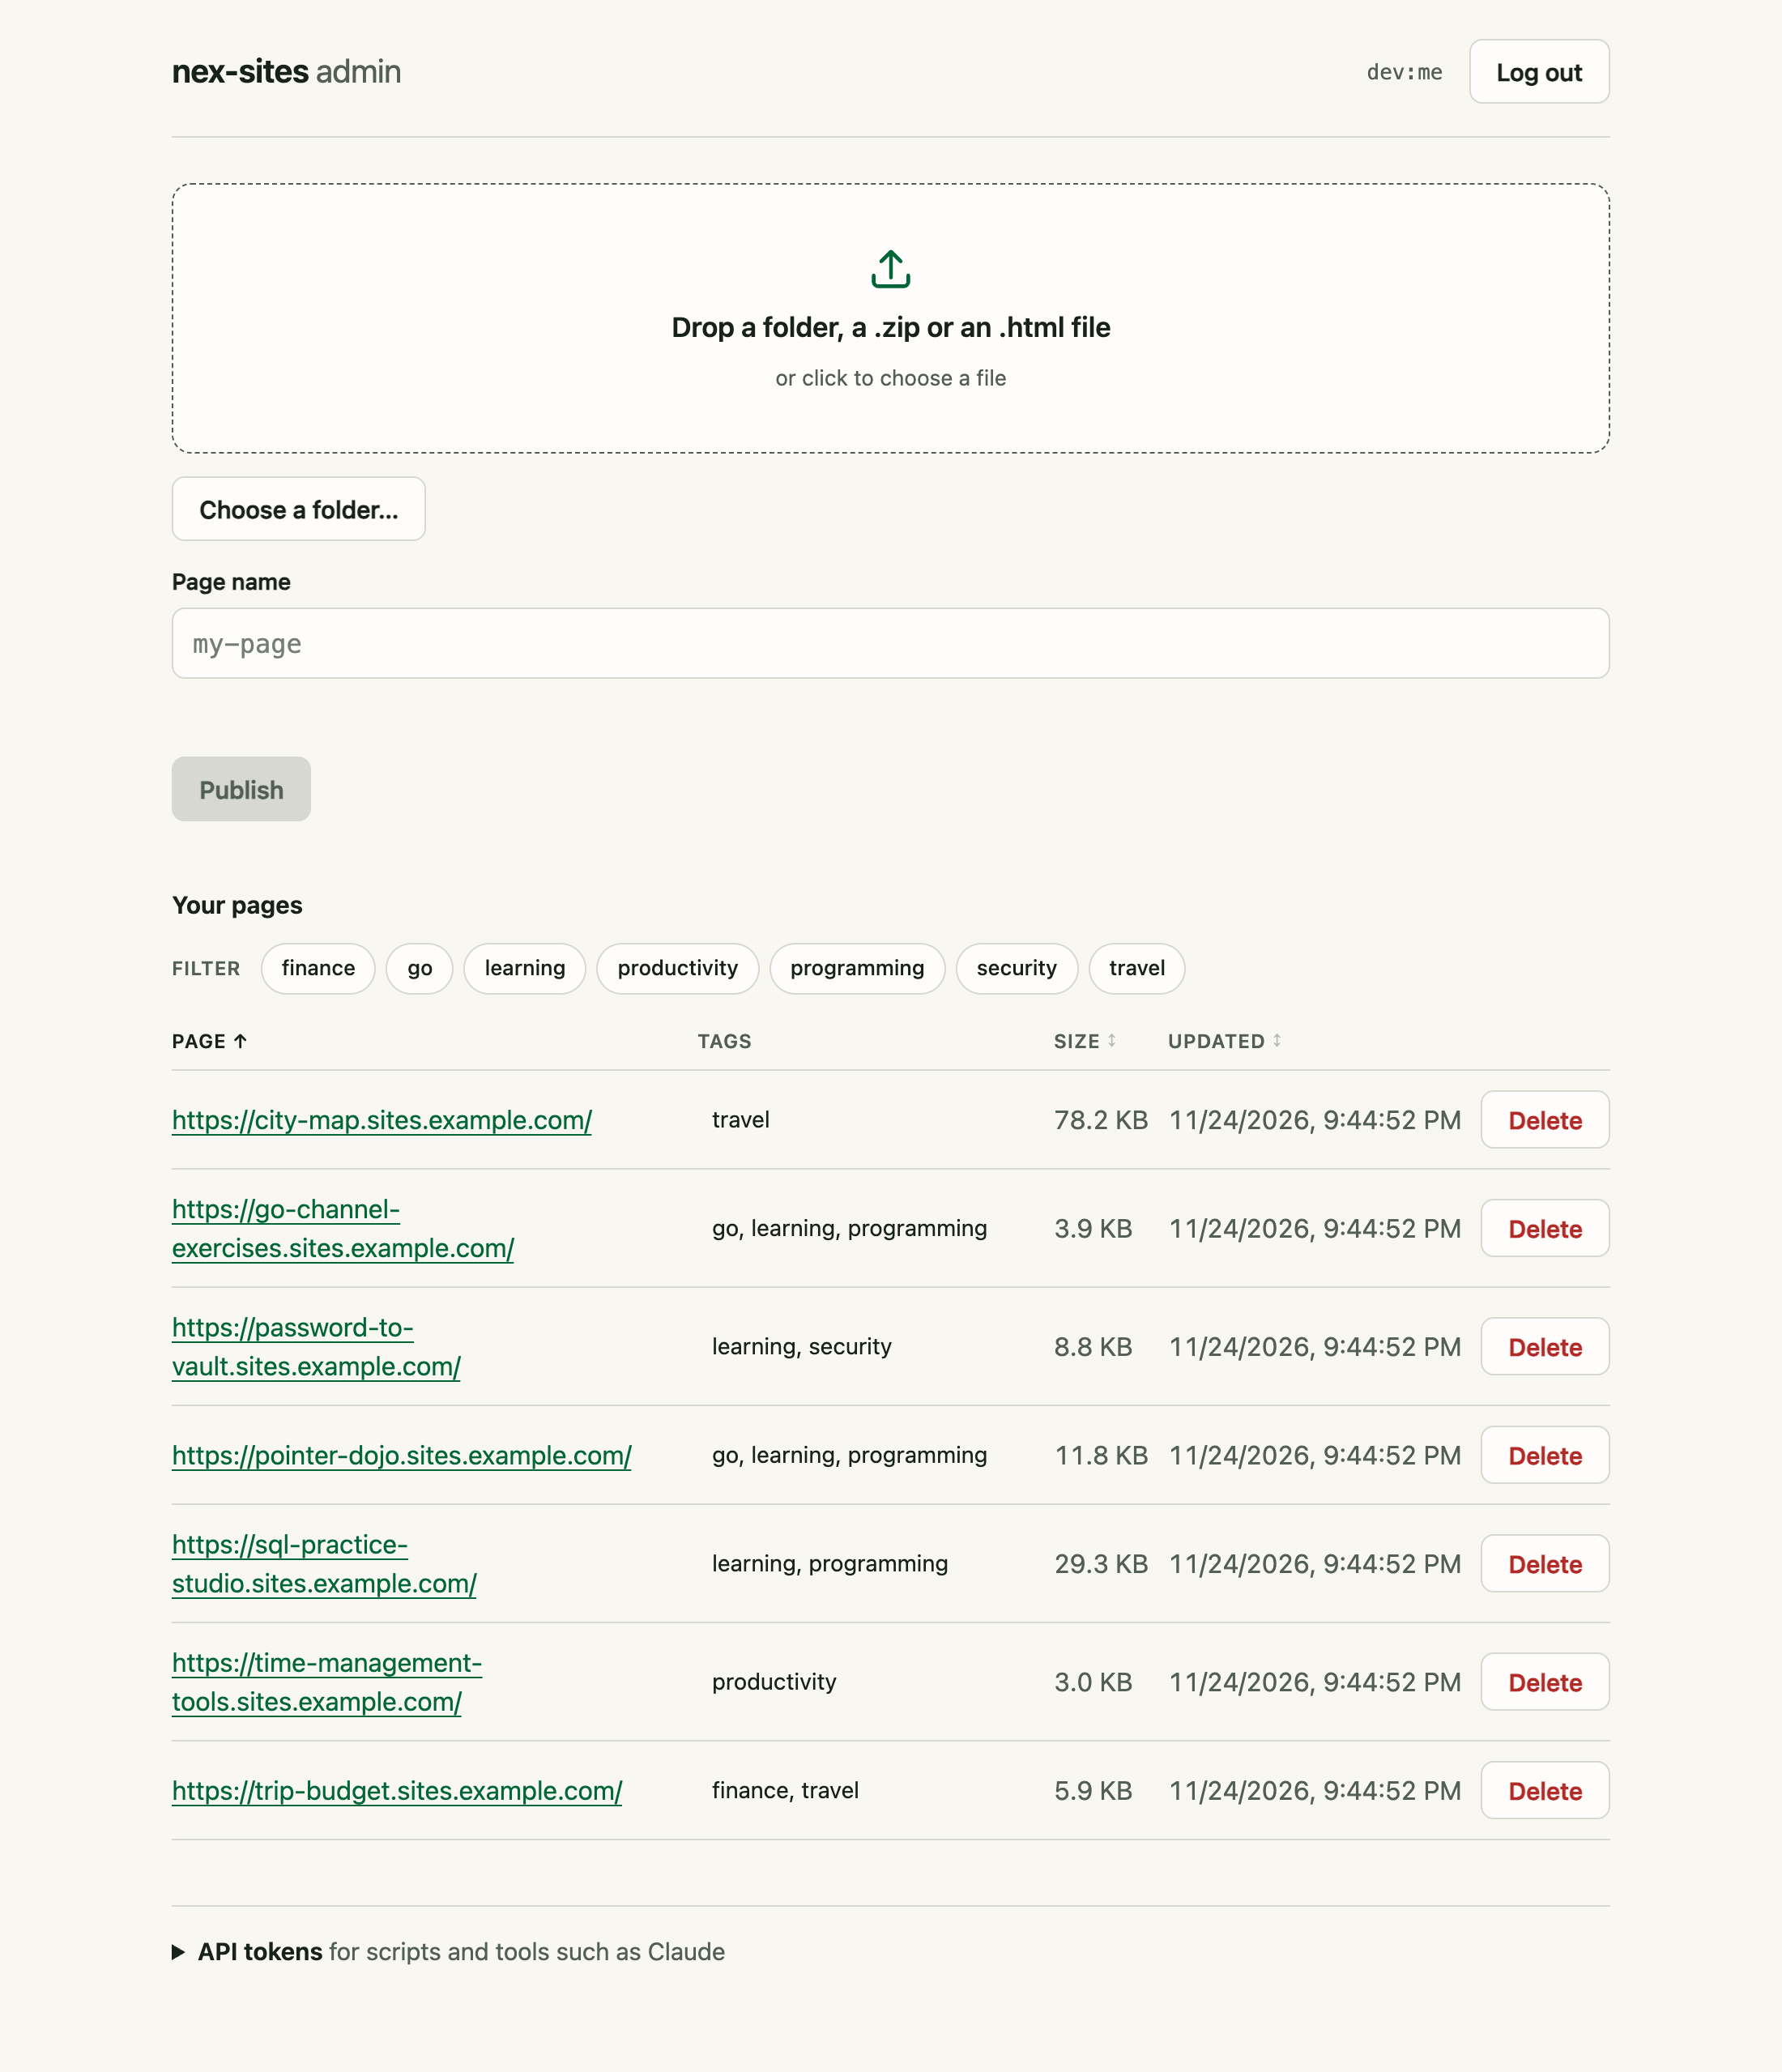 nex-sites admin
dev:me
Log out
Drop a folder, a .zip or an .html file
or click to choose a file
Choose a folder...
Page name
my-page
Publish
Your pages
FILTER finance go learning productivity programming security travel
PAGE ↑ TAGS SIZE ↕ UPDATED ↕
https://city-map.sites.example.com/ travel 78.2 KB 11/24/2026, 9:44:52 PM Delete
https://go-channel-
exercises.sites.example.com/ go, learning, programming 3.9 KB 11/24/2026, 9:44:52 PM Delete
https://password-to-
vault.sites.example.com/ learning, security 8.8 KB 11/24/2026, 9:44:52 PM Delete
https://pointer-dojo.sites.example.com/ go, learning, programming 11.8 KB 11/24/2026, 9:44:52 PM Delete
https://sql-practice-
studio.sites.example.com/ learning, programming 29.3 KB 11/24/2026, 9:44:52 PM Delete
https://time-management-
tools.sites.example.com/ productivity 3.0 KB 11/24/2026, 9:44:52 PM Delete
https://trip-budget.sites.example.com/ finance, travel 5.9 KB 11/24/2026, 9:44:52 PM Delete
▶ API tokens for scripts and tools such as Claude